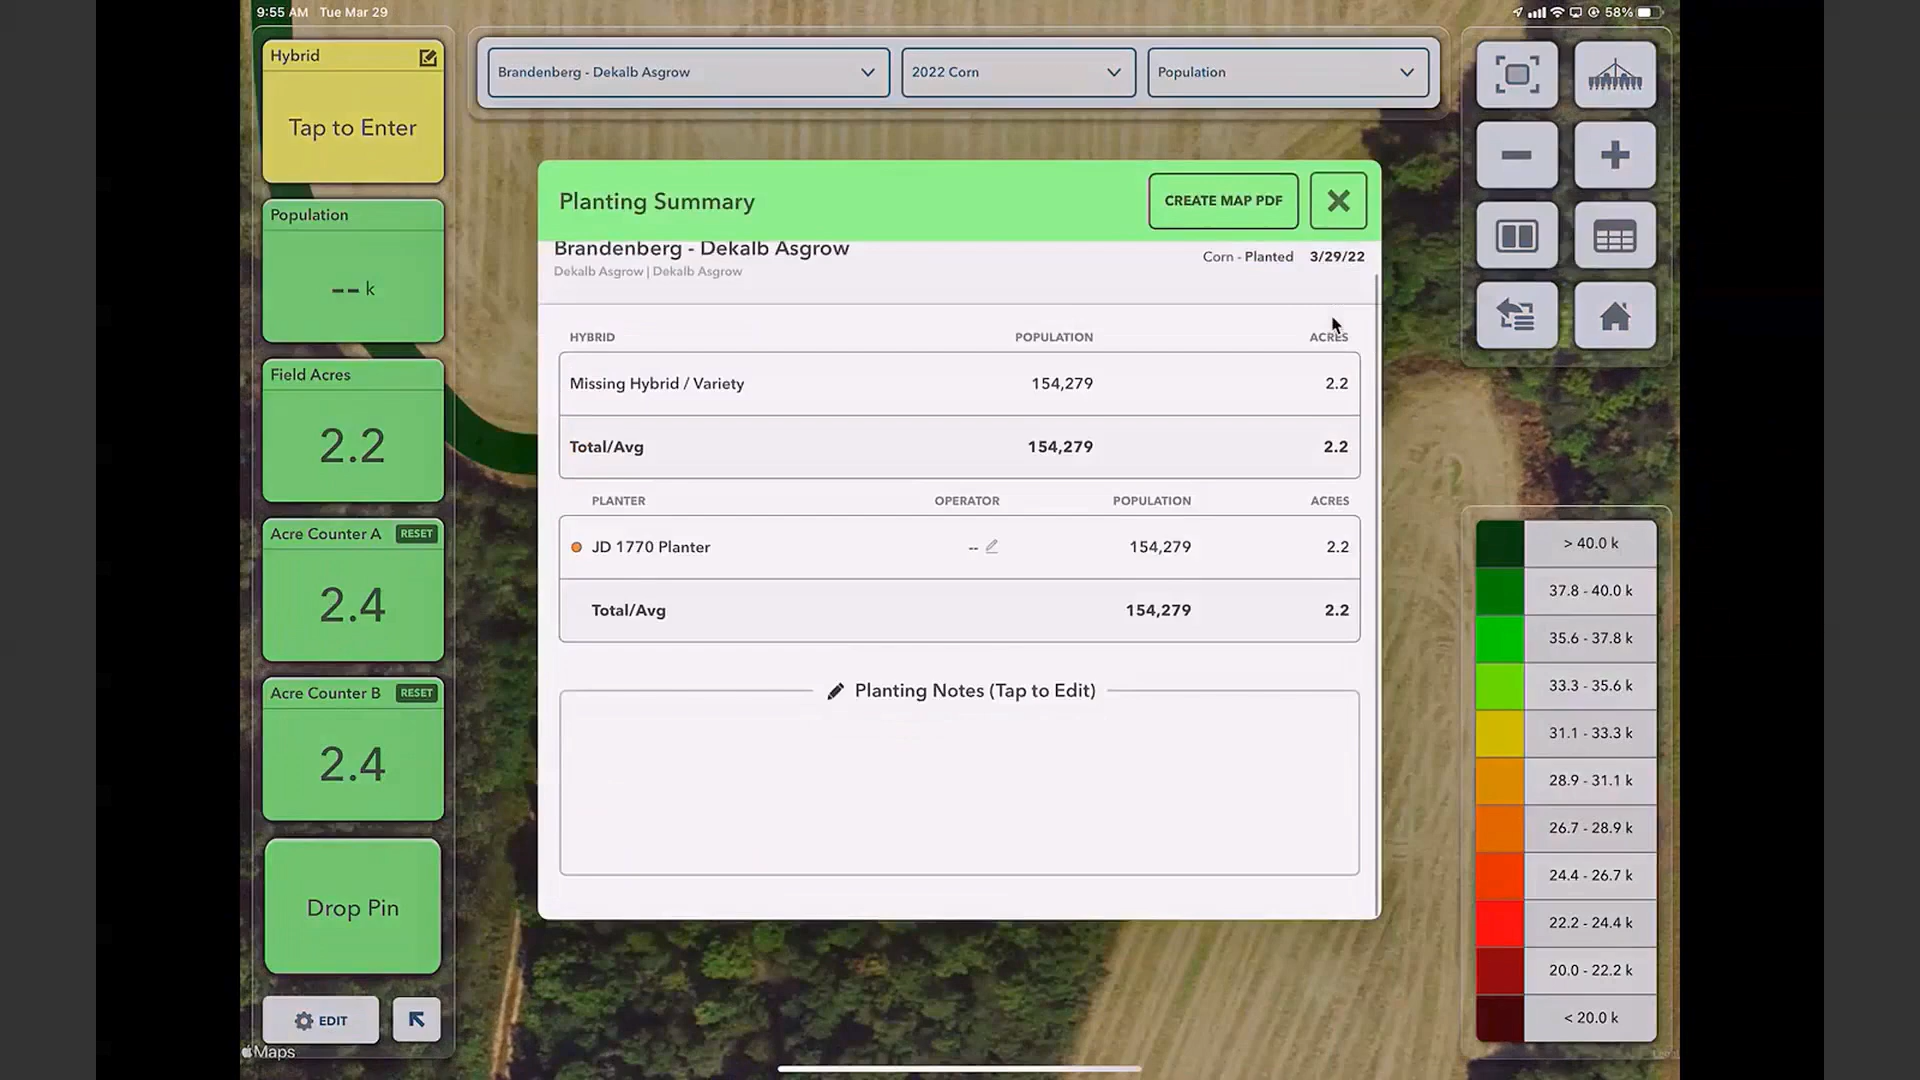 9:55 AM Tue Mar 29
58%
Hybrid
Tap to Enter
Population
-- k
Field Acres
2.2
Acre Counter A RESET
2.4
Acre Counter B RESET
2.4
Drop Pin
EDIT
Maps
Brandenberg - Dekalb Asgrow
2022 Corn
Population
Planting Summary
CREATE MAP PDF
Brandenberg - Dekalb Asgrow
Dekalb Asgrow | Dekalb Asgrow
Corn - Planted 3/29/22
HYBRID POPULATION ACRES
Missing Hybrid / Variety 154,279 2.2
Total/Avg 154,279 2.2
PLANTER OPERATOR POPULATION ACRES
JD 1770 Planter -- 154,279 2.2
Total/Avg 154,279 2.2
Planting Notes (Tap to Edit)
> 40.0 k
37.8 - 40.0 k
35.6 - 37.8 k
33.3 - 35.6 k
31.1 - 33.3 k
28.9 - 31.1 k
26.7 - 28.9 k
24.4 - 26.7 k
22.2 - 24.4 k
20.0 - 22.2 k
< 20.0 k